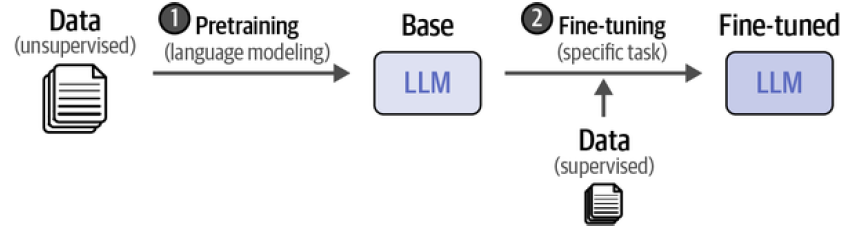 Data
(unsupervised)
1 Pretraining
(language modeling)
Base
LLM
2 Fine-tuning
(specific task)
Data
(supervised)
Fine-tuned
LLM